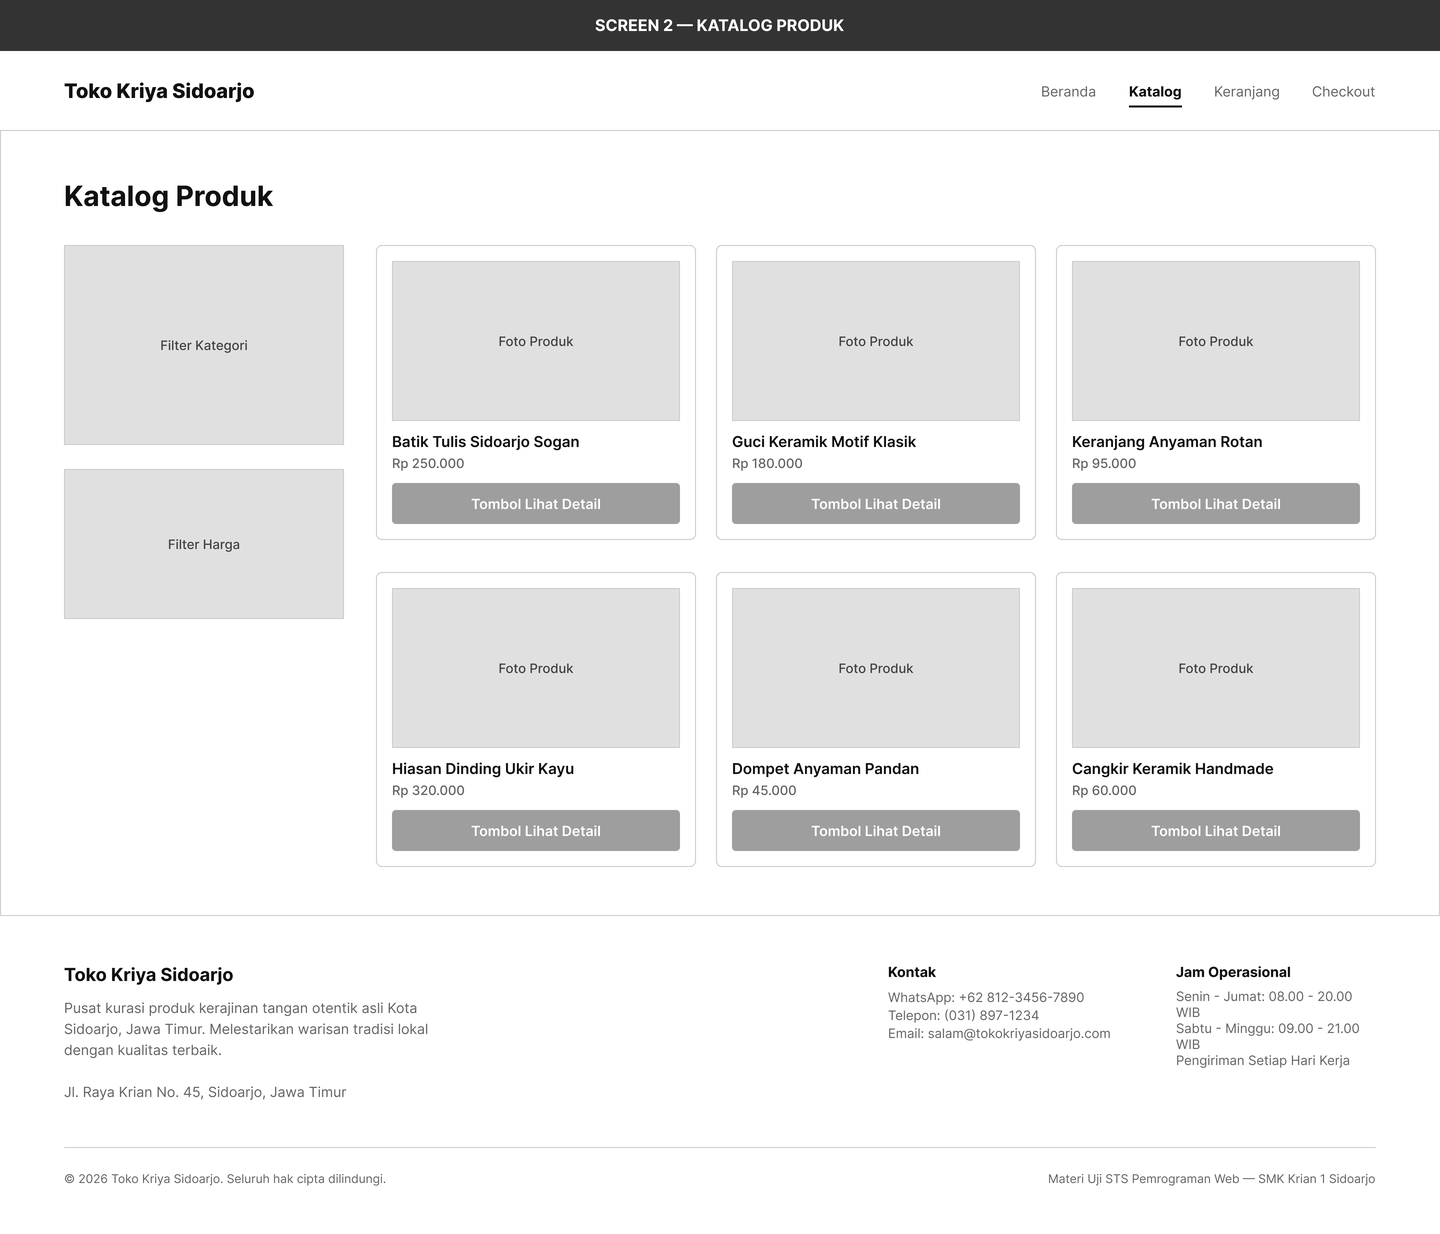 SCREEN 2 — KATALOG PRODUK
Toko Kriya Sidoarjo
Beranda
Katalog
Keranjang
Checkout
Katalog Produk
Filter Kategori
Filter Harga
Foto Produk
Batik Tulis Sidoarjo Sogan
Rp 250.000
Tombol Lihat Detail
Foto Produk
Guci Keramik Motif Klasik
Rp 180.000
Tombol Lihat Detail
Foto Produk
Keranjang Anyaman Rotan
Rp 95.000
Tombol Lihat Detail
Foto Produk
Hiasan Dinding Ukir Kayu
Rp 320.000
Tombol Lihat Detail
Foto Produk
Dompet Anyaman Pandan
Rp 45.000
Tombol Lihat Detail
Foto Produk
Cangkir Keramik Handmade
Rp 60.000
Tombol Lihat Detail
Toko Kriya Sidoarjo
Pusat kurasi produk kerajinan tangan otentik asli Kota
Sidoarjo, Jawa Timur. Melestarikan warisan tradisi lokal
dengan kualitas terbaik.
Jl. Raya Krian No. 45, Sidoarjo, Jawa Timur
Kontak
WhatsApp: +62 812-3456-7890
Telepon: (031) 897-1234
Email: salam@tokokriyasidoarjo.com
Jam Operasional
Senin - Jumat: 08.00 - 20.00
WIB
Sabtu - Minggu: 09.00 - 21.00
WIB
Pengiriman Setiap Hari Kerja
© 2026 Toko Kriya Sidoarjo. Seluruh hak cipta dilindungi.
Materi Uji STS Pemrograman Web — SMK Krian 1 Sidoarjo